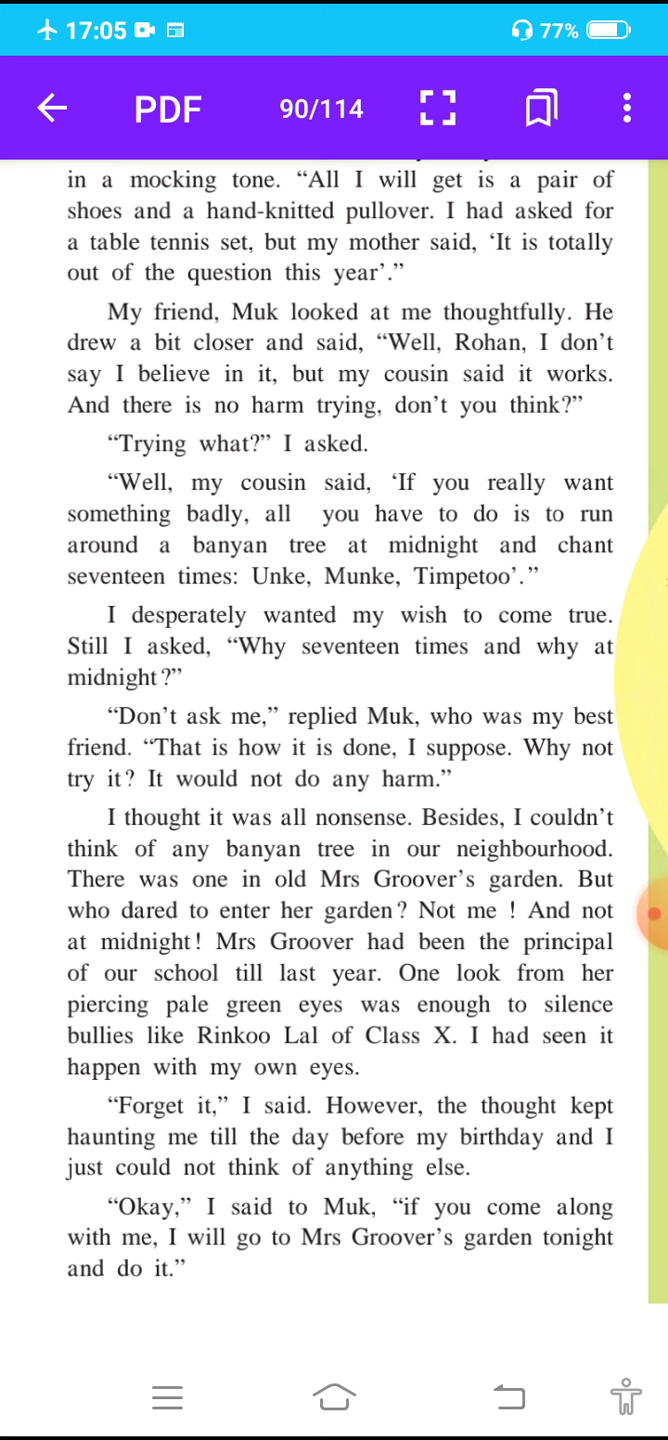 17:05
77%
PDF
90/114
in a mocking tone. “All I will get is a pair of
shoes and a hand-knitted pullover. I had asked for
a table tennis set, but my mother said, ‘It is totally
out of the question this year’.”
My friend, Muk looked at me thoughtfully. He
drew a bit closer and said, “Well, Rohan, I don’t
say I believe in it, but my cousin said it works.
And there is no harm trying, don’t you think?”
“Trying what?” I asked.
“Well, my cousin said, ‘If you really want
something badly, all you have to do is to run
around a banyan tree at midnight and chant
seventeen times: Unke, Munke, Timpetoo’.”
I desperately wanted my wish to come true.
Still I asked, “Why seventeen times and why at
midnight?”
“Don’t ask me,” replied Muk, who was my best
friend. “That is how it is done, I suppose. Why not
try it? It would not do any harm.”
I thought it was all nonsense. Besides, I couldn’t
think of any banyan tree in our neighbourhood.
There was one in old Mrs Groover’s garden. But
who dared to enter her garden? Not me ! And not
at midnight! Mrs Groover had been the principal
of our school till last year. One look from her
piercing pale green eyes was enough to silence
bullies like Rinkoo Lal of Class X. I had seen it
happen with my own eyes.
“Forget it,” I said. However, the thought kept
haunting me till the day before my birthday and I
just could not think of anything else.
“Okay,” I said to Muk, “if you come along
with me, I will go to Mrs Groover’s garden tonight
and do it.”